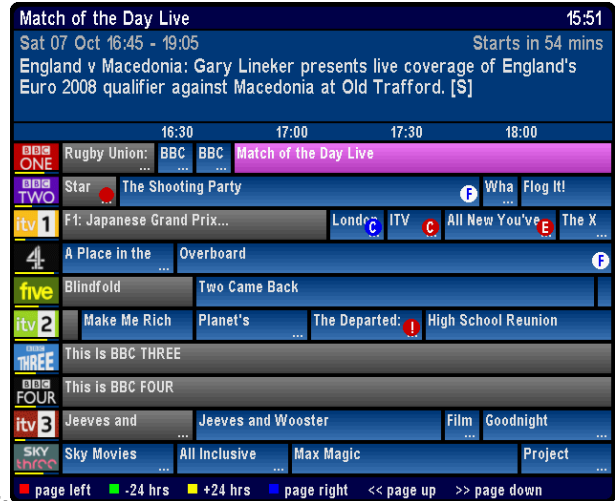 Match of the Day Live 15:51
Sat 07 Oct 16:45 - 19:05 Starts in 54 mins
England v Macedonia: Gary Lineker presents live coverage of England's
Euro 2008 qualifier against Macedonia at Old Trafford. [S]
16:30 17:00 17:30 18:00
BBC ONE Rugby Union: ... BBC ... BBC Match of the Day Live
BBC TWO Star ... The Shooting Party F Wha ... Flog It!
itv 1 F1: Japanese Grand Prix... London C ... ITV C ... All New You've E ... The X ...
4 A Place in the ... Overboard F
five Blindfold Two Came Back
itv 2 Make Me Rich Planet's ... The Departed: ! ... High School Reunion
BBC THREE This Is BBC THREE
BBC FOUR This is BBC FOUR
itv 3 Jeeves and ... Jeeves and Wooster Film ... Goodnight ...
SKY three Sky Movies ... All Inclusive ... Max Magic Project ...
page left -24 hrs +24 hrs page right << page up >> page down